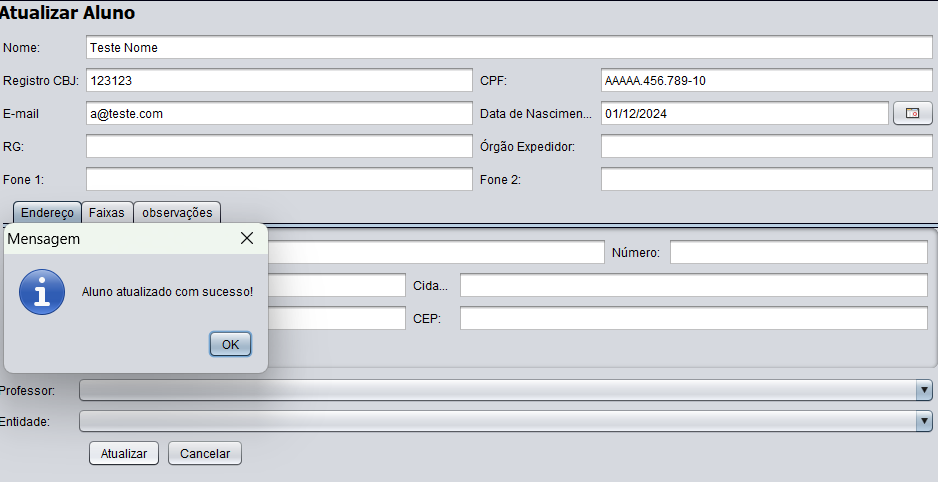 Atualizar Aluno
Nome: Teste Nome
Registro CBJ: 123123 CPF: AAAAA.456.789-10
E-mail a@teste.com Data de Nascimen... 01/12/2024
RG: Órgão Expedidor:
Fone 1: Fone 2:
Endereço Faixas observações
Mensagem
Número:
Aluno atualizado com sucesso!
Cida...
CEP:
OK
Professor:
Entidade:
Atualizar Cancelar